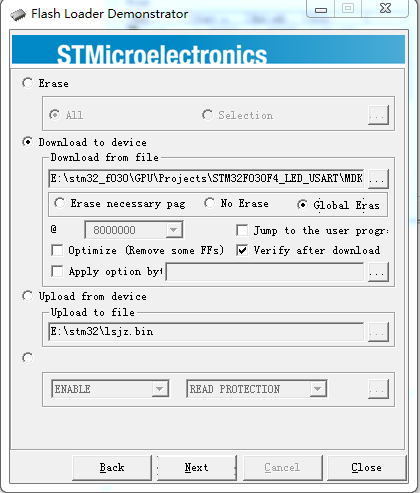 Flash Loader Demonstrator
STMicroelectronics
Erase
All Selection ...
Download to device
Download from file
E:\stm32_f030\GPU\Projects\STM32F030F4_LED_USART\MDK ...
Erase necessary pag No Erase Global Eras
@ 8000000 Jump to the user progr
Optimize (Remove some FFs) Verify after download
Apply option byt ...
Upload from device
Upload to file
E:\stm32\lsjz.bin ...
ENABLE READ PROTECTION ...
Back Next Cancel Close